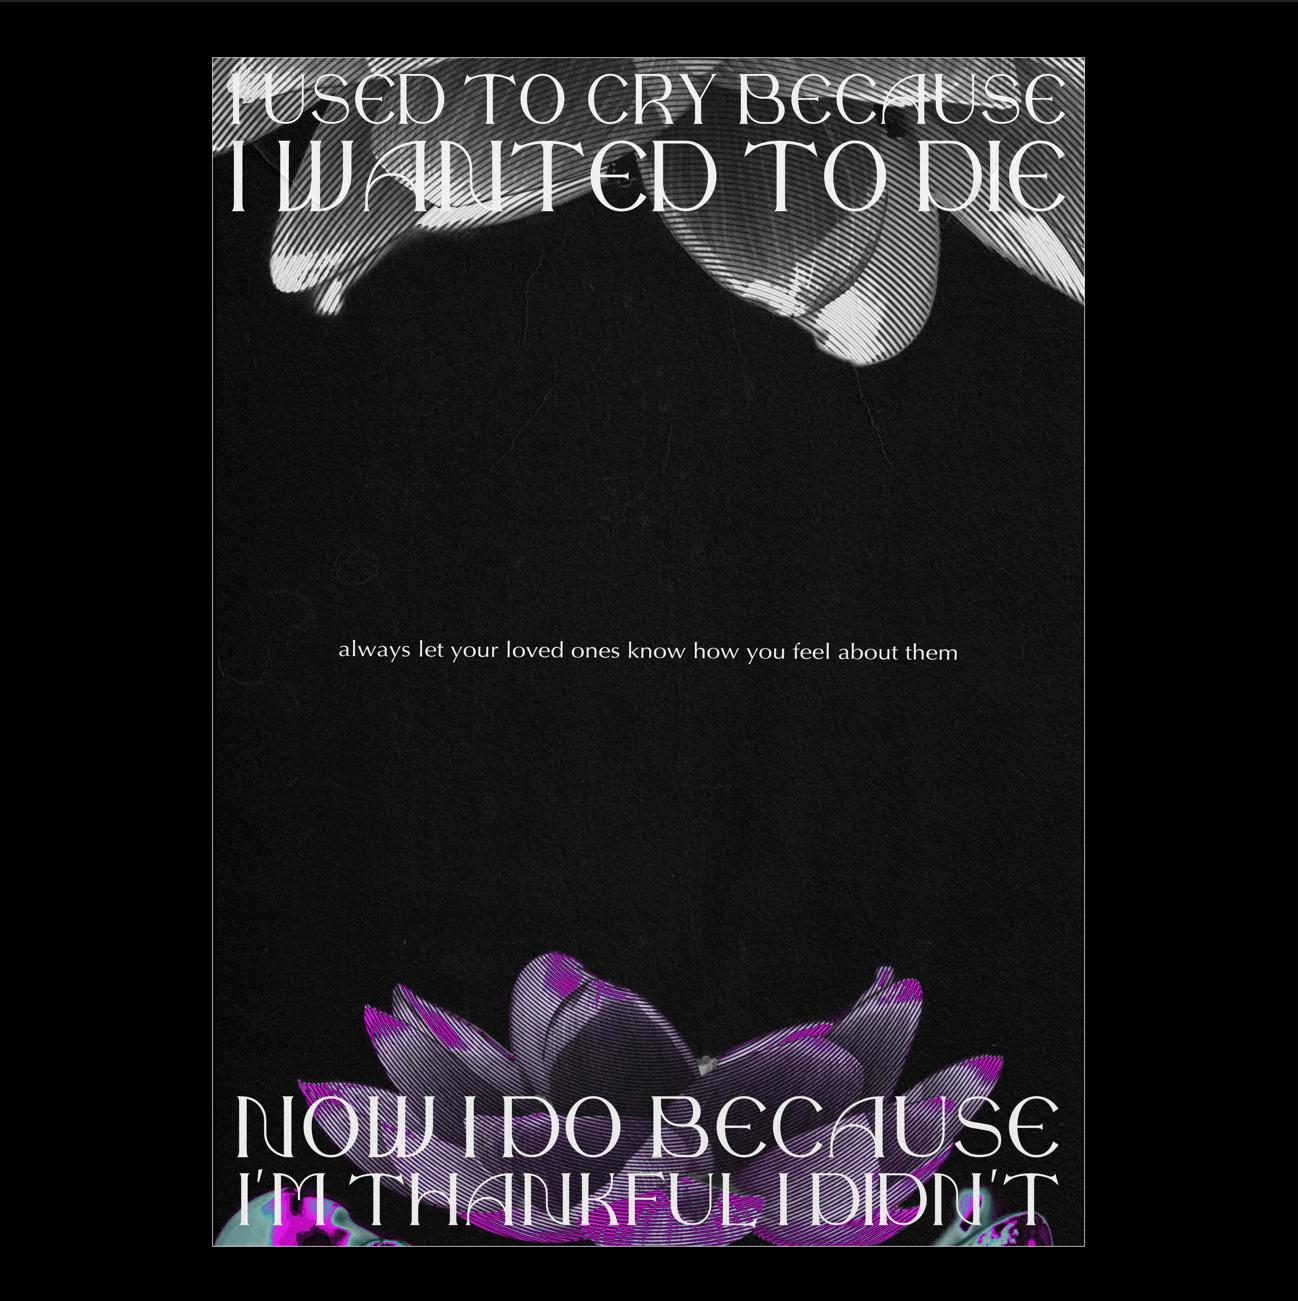 I USED TO CRY BECAUSE
I WANTED TO DIE
always let your loved ones know how you feel about them
NOW I DO BECAUSE
I'M THANKFUL I DIDN'T